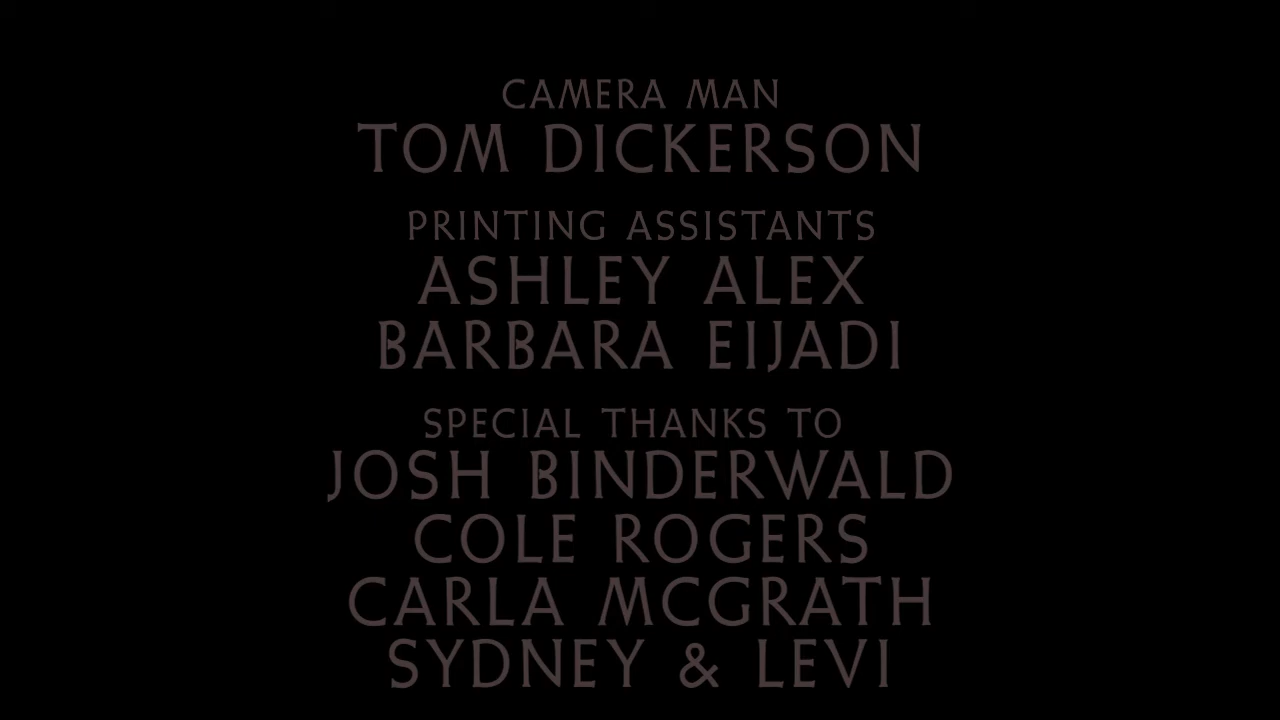 CAMERA MAN
TOM DICKERSON
PRINTING ASSISTANTS
ASHLEY ALEX
BARBARA EIJADI
SPECIAL THANKS TO
JOSH BINDERWALD
COLE ROGERS
CARLA MCGRATH
SYDNEY & LEVI